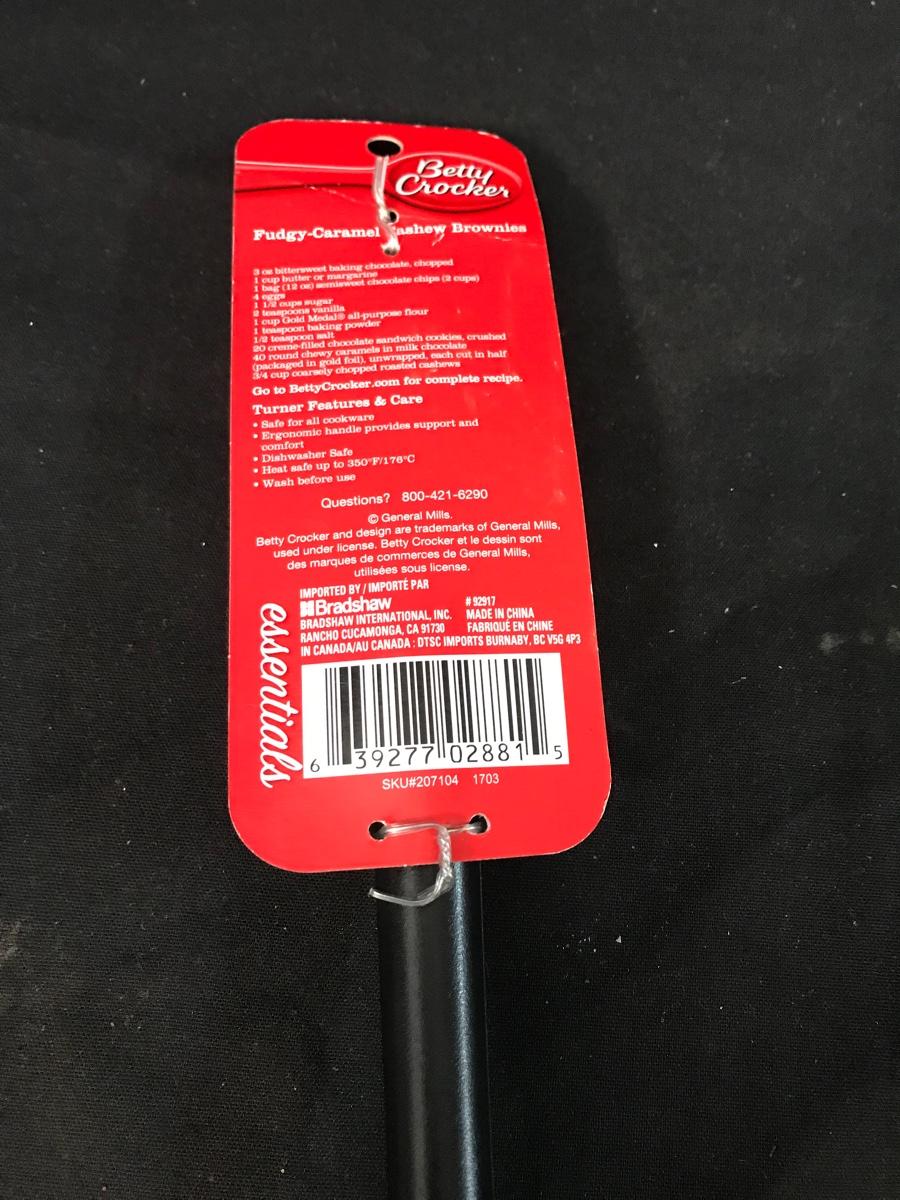 Betty
Crocker
Fudgy-Caramel ashew Brownies
3 oz bittersweet baking chocolate, chopped
1 cup butter or margarine
1 bag (12 oz) semisweet chocolate chips (2 cups)
4 eggs
1 1/2 cups sugar
2 teaspoons vanilla
1 cup Gold Medal® all-purpose flour
1 teaspoon baking powder
1/2 teaspoon salt
20 creme-filled chocolate sandwich cookies, crushed
40 round chewy caramels in milk chocolate
(packaged in gold foil), unwrapped, each cut in half
3/4 cup coarsely chopped roasted cashews
Go to BettyCrocker.com for complete recipe.
Turner Features & Care
• Safe for all cookware
• Ergonomic handle provides support and
comfort
• Dishwasher Safe
• Heat safe up to 350°F/176°C
• Wash before use
Questions? 800-421-6290
© General Mills.
Betty Crocker and design are trademarks of General Mills,
used under license. Betty Crocker et le dessin sont
des marques de commerces de General Mills,
utilisées sous license.
IMPORTED BY / IMPORTÉ PAR
Bradshaw # 92917
BRADSHAW INTERNATIONAL, INC. MADE IN CHINA
RANCHO CUCAMONGA, CA 91730 FABRIQUÉ EN CHINE
IN CANADA/AU CANADA : DTSC IMPORTS BURNABY, BC V5G 4P3
essentials
6 39277 02881 5
SKU#207104 1703